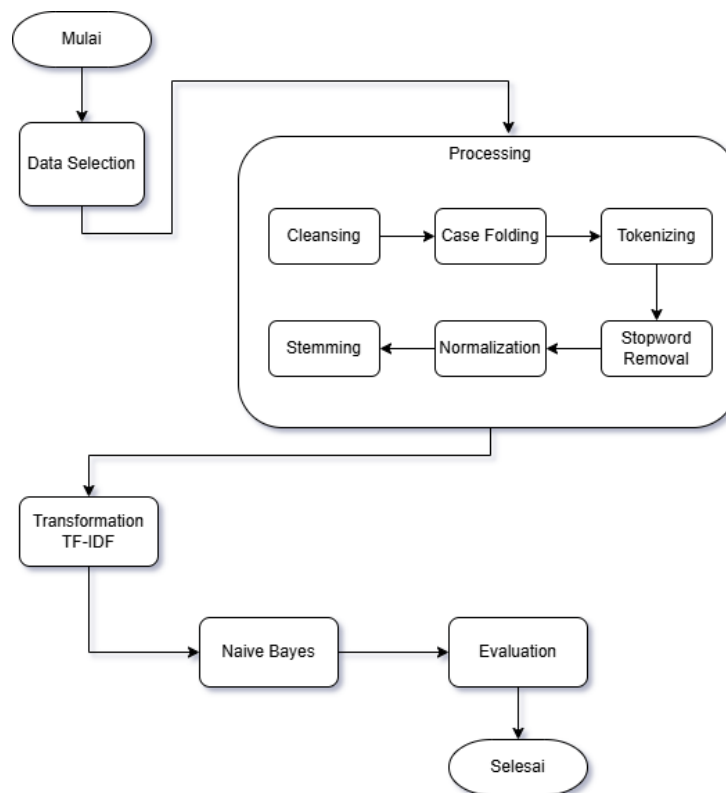 Mulai
Data Selection
Processing
Cleansing
Case Folding
Tokenizing
Stopword
Removal
Normalization
Stemming
Transformation
TF-IDF
Naive Bayes
Evaluation
Selesai